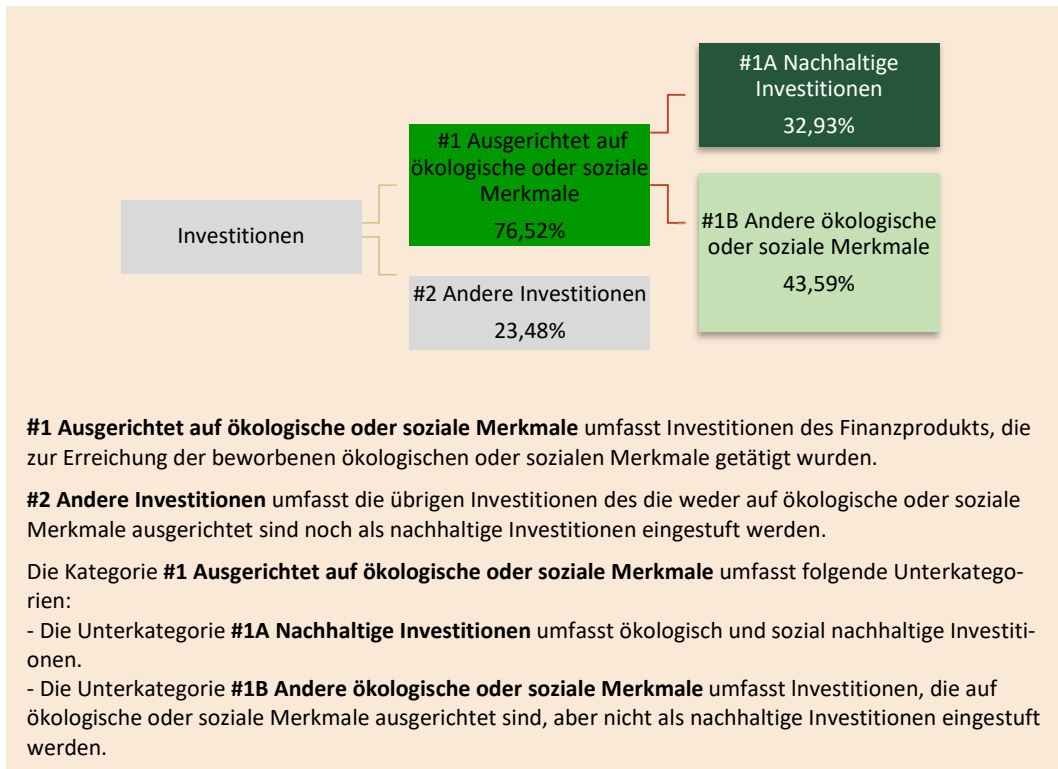 #1A Nachhaltige
Investitionen
32,93%
#1 Ausgerichtet auf
ökologische oder soziale
Merkmale
76,52%
#1B Andere ökologische
oder soziale Merkmale
43,59%
Investitionen
#2 Andere Investitionen
23,48%
#1 Ausgerichtet auf ökologische oder soziale Merkmale umfasst Investitionen des Finanzprodukts, die
zur Erreichung der beworbenen ökologischen oder sozialen Merkmale getätigt wurden.
#2 Andere Investitionen umfasst die übrigen Investitionen des die weder auf ökologische oder soziale
Merkmale ausgerichtet sind noch als nachhaltige Investitionen eingestuft werden.
Die Kategorie #1 Ausgerichtet auf ökologische oder soziale Merkmale umfasst folgende Unterkatego-
rien:
- Die Unterkategorie #1A Nachhaltige Investitionen umfasst ökologisch und sozial nachhaltige Investiti-
onen.
- Die Unterkategorie #1B Andere ökologische oder soziale Merkmale umfasst lnvestitionen, die auf
ökologische oder soziale Merkmale ausgerichtet sind, aber nicht als nachhaltige Investitionen eingestuft
werden.